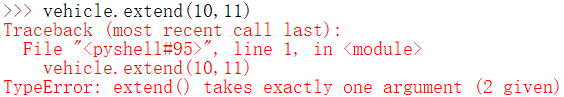 >>> vehicle.extend(10,11)
Traceback (most recent call last):
  File "<pyshell#95>", line 1, in <module>
    vehicle.extend(10,11)
TypeError: extend() takes exactly one argument (2 given)